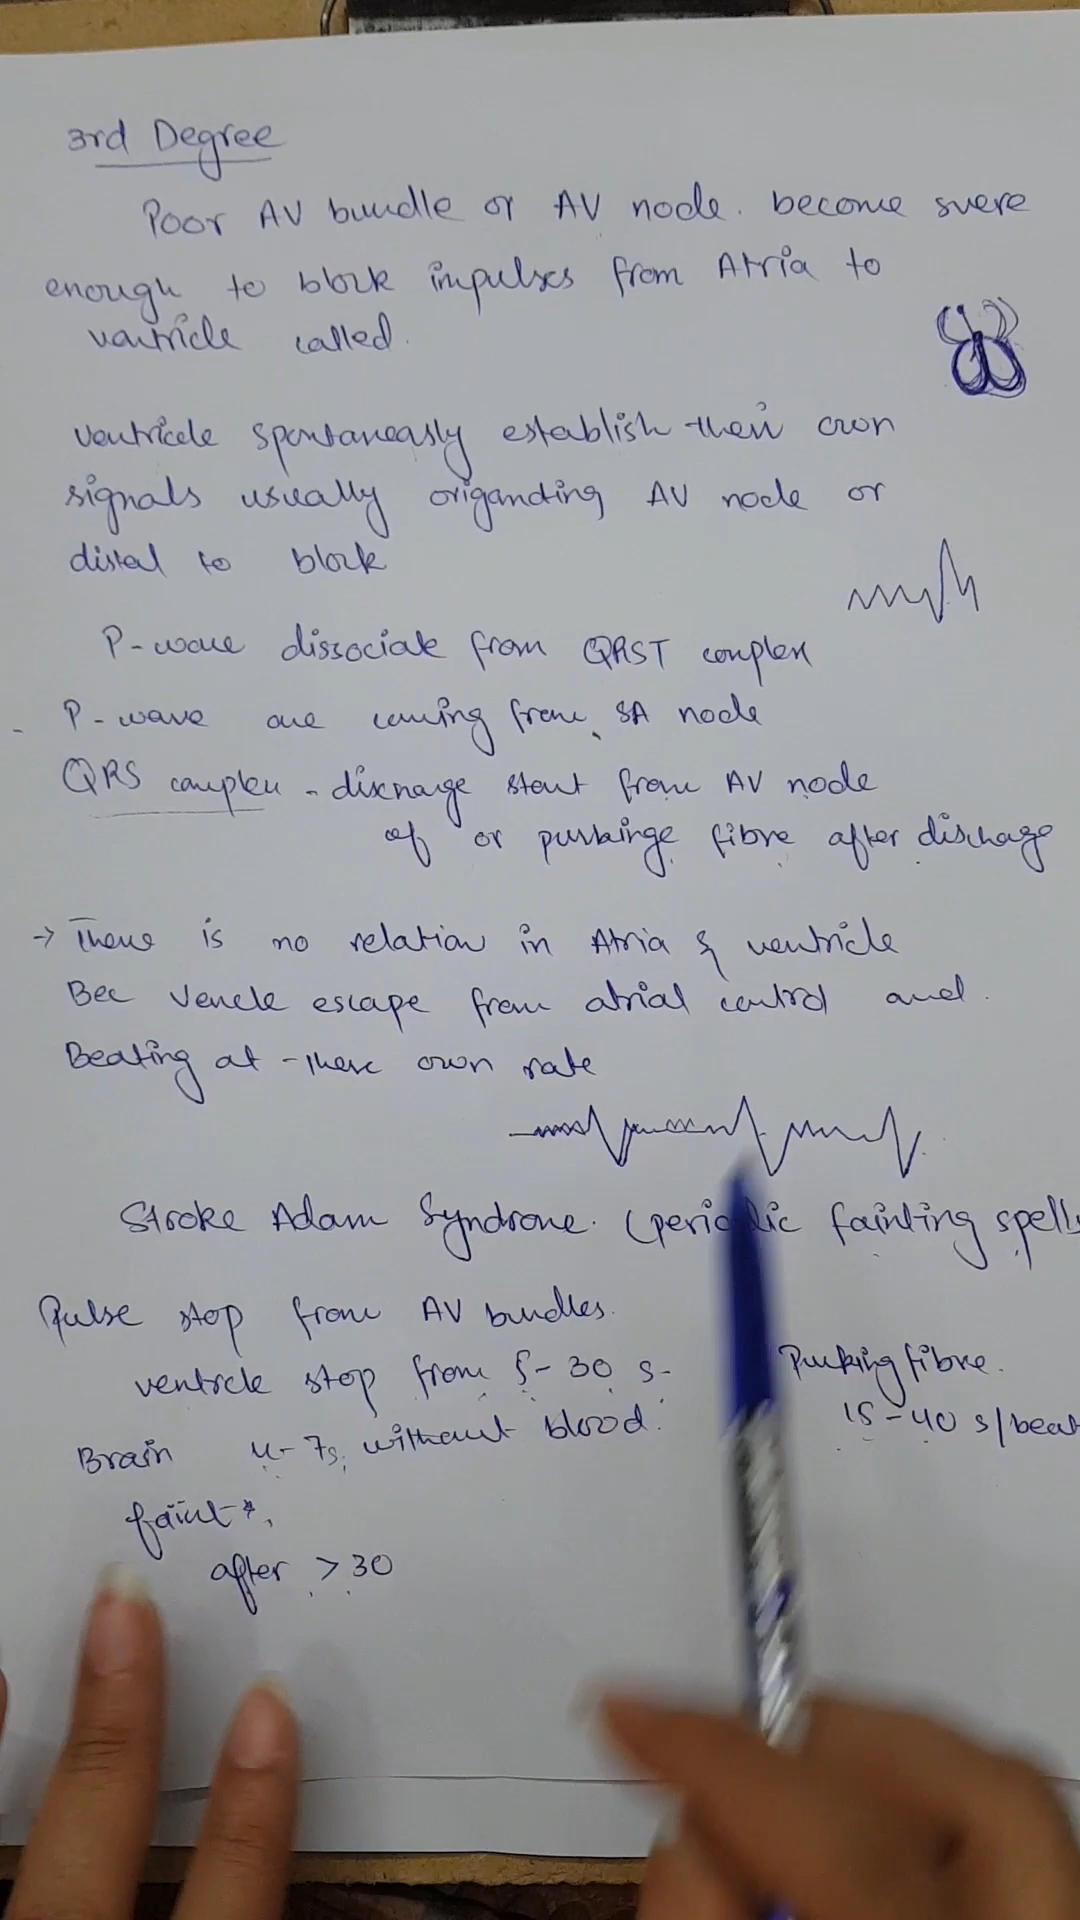 3rd Degree
Poor AV bundle or AV node. become svere
enough to block impulses from Atria to
ventricle called.
ventricele spontaneasly establish their own
signals usually origanating AV node or
distal to block
P-wave dissociate from QRST complex
P-wave are coming from SA node
QRS complex - discharge start from AV node
of or purkinge fibre after dischage
→ There is no relation in Atria & ventricle
Bec escape from atrial control and.
Beating at there own rate
Stroke Adam Syndrone. (periodic fainting spells
Pulse stop from AV bundles.
ventricle stop from 5-30 s.
Purking fibre.
15-40 s/beat
Brain 4-7s, without blood.
faint*,
after > 30